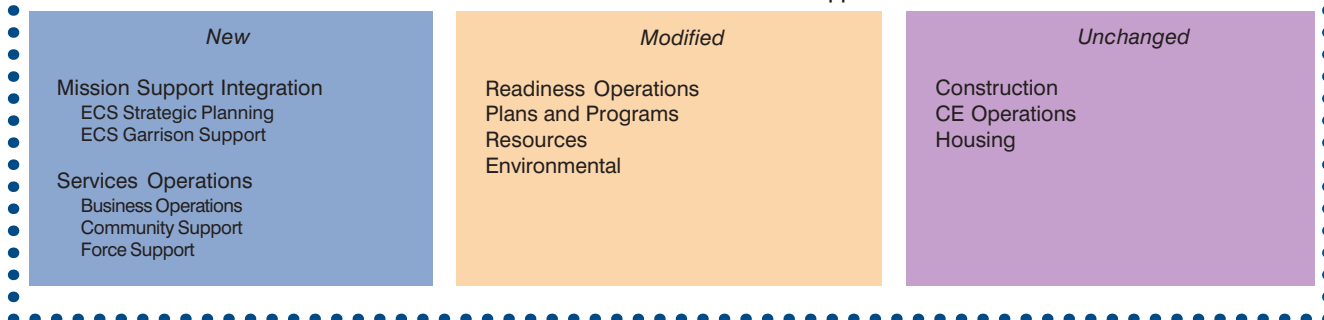 New
Mission Support Integration
ECS Strategic Planning
ECS Garrison Support
Services Operations
Business Operations
Community Support
Force Support
Modified
Readiness Operations
Plans and Programs
Resources
Environmental
Unchanged
Construction
CE Operations
Housing